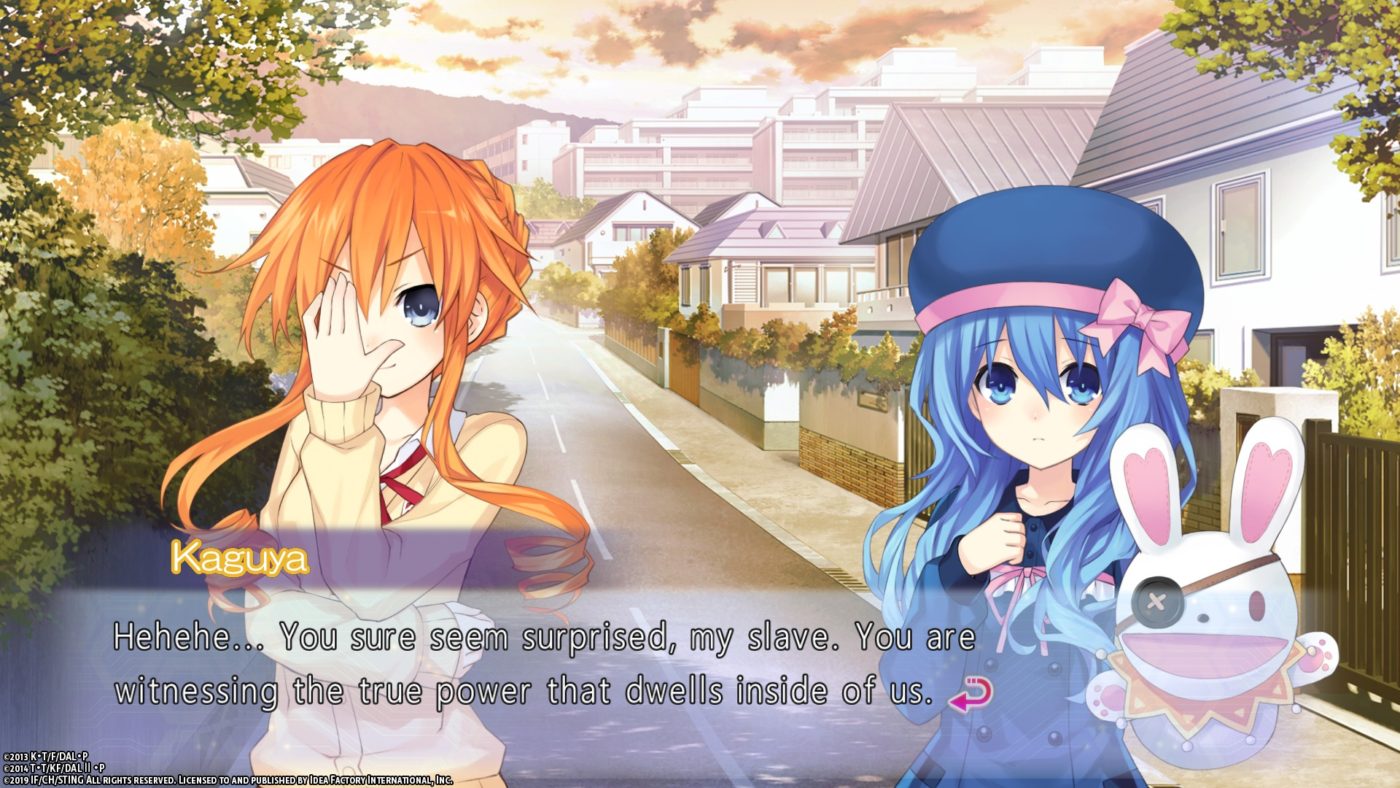 Kaguya
Hehehe... You sure seem surprised, my slave. You are
witnessing the true power that dwells inside of us.
©2013 K・T/F/DAL・P
©2014 T・T/KF/DAL II ・P
©2019 IF/CH/STING All rights reserved. Licensed to and published by Idea Factory International, Inc.